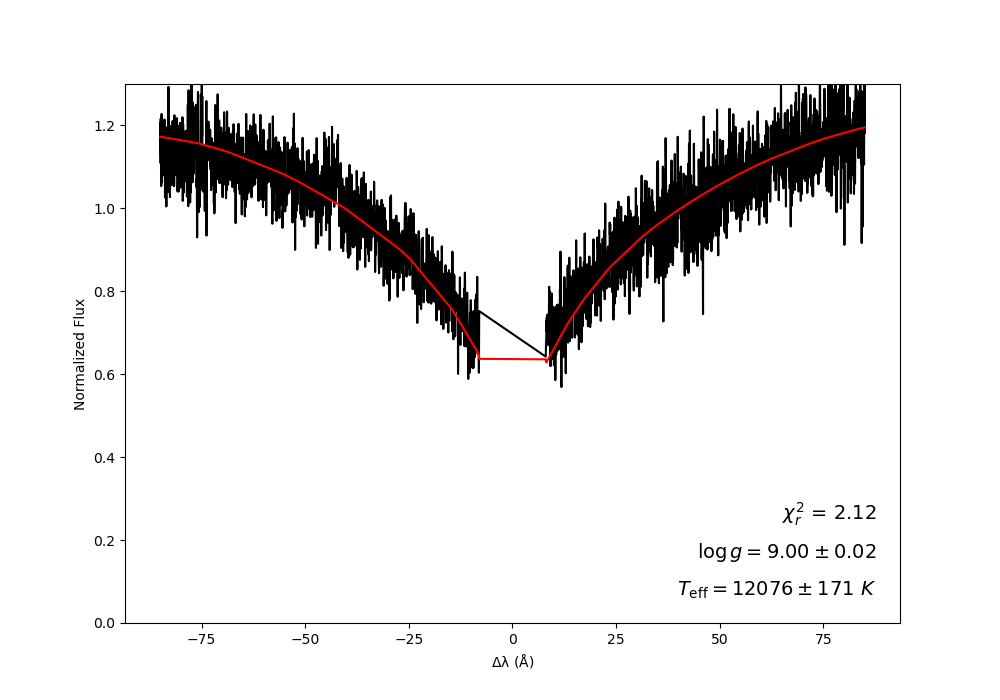 1.2
1.0
0.8
0.6
0.4
0.2
0.0
Normalized Flux
χ²ᵣ = 2.12
log g = 9.00 ± 0.02
T_eff = 12076 ± 171 K
−75 −50 −25 0 25 50 75
Δλ (Å)